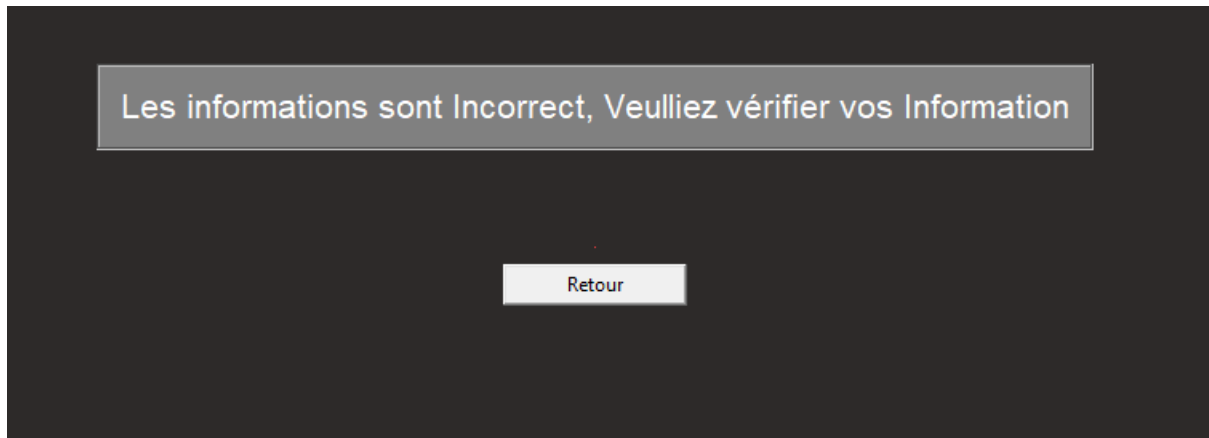 Les informations sont Incorrect, Veulliez vérifier vos Information
Retour